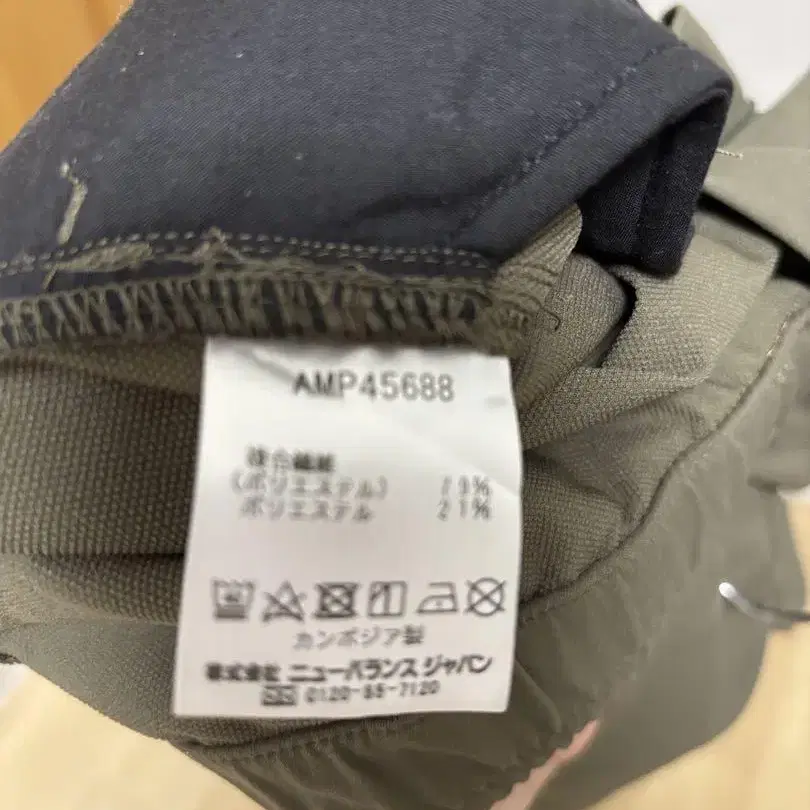 AMP45688
複合繊維
(ポリエステル) 79%
ポリエステル 21%
カンボジア製
株式会社 ニューバランス ジャパン
0120-85-7120